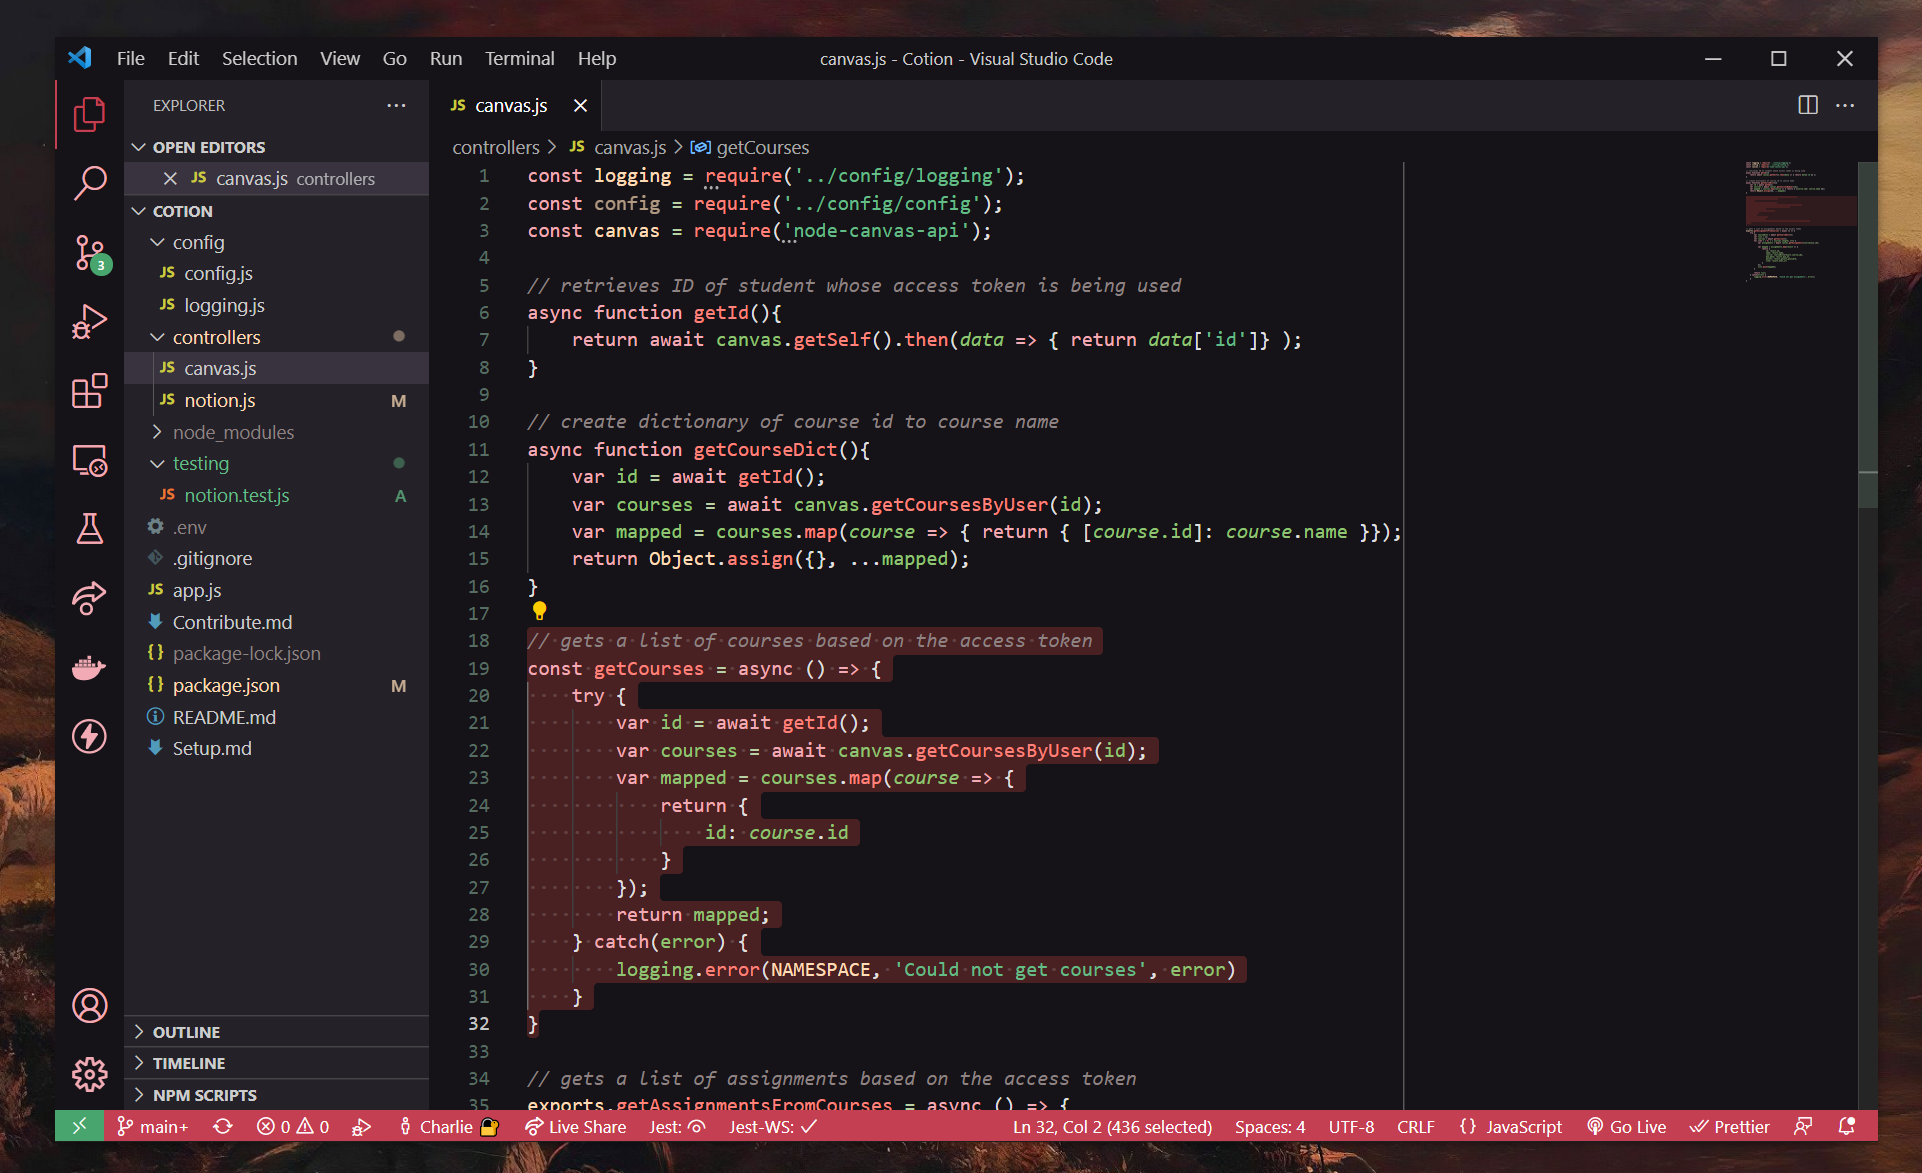 File Edit Selection View Go Run Terminal Help
canvas.js - Cotion - Visual Studio Code
EXPLORER
OPEN EDITORS
JS canvas.js controllers
COTION
config
JS config.js
JS logging.js
controllers
JS canvas.js
JS notion.js M
node_modules
testing
JS notion.test.js A
.env
.gitignore
JS app.js
Contribute.md
{} package-lock.json
{} package.json M
README.md
Setup.md
OUTLINE
TIMELINE
NPM SCRIPTS
3
JS canvas.js
controllers > JS canvas.js > getCourses
1 const logging = require('../config/logging');
2 const config = require('../config/config');
3 const canvas = require('node-canvas-api');
4
5 // retrieves ID of student whose access token is being used
6 async function getId(){
7 return await canvas.getSelf().then(data => { return data['id']} );
8 }
9
10 // create dictionary of course id to course name
11 async function getCourseDict(){
12 var id = await getId();
13 var courses = await canvas.getCoursesByUser(id);
14 var mapped = courses.map(course => { return { [course.id]: course.name }});
15 return Object.assign({}, ...mapped);
16 }
17
18 // gets a list of courses based on the access token
19 const getCourses = async () => {
20 try {
21 var id = await getId();
22 var courses = await canvas.getCoursesByUser(id);
23 var mapped = courses.map(course => {
24 return {
25 id: course.id
26 }
27 });
28 return mapped;
29 } catch(error) {
30 logging.error(NAMESPACE, 'Could not get courses', error)
31 }
32 }
33
34 // gets a list of assignments based on the access token
35 exports.getAssignmentsFromCourses = async () => {
main+ 0 0 Charlie Live Share Jest: Jest-WS: Ln 32, Col 2 (436 selected) Spaces: 4 UTF-8 CRLF {} JavaScript Go Live Prettier